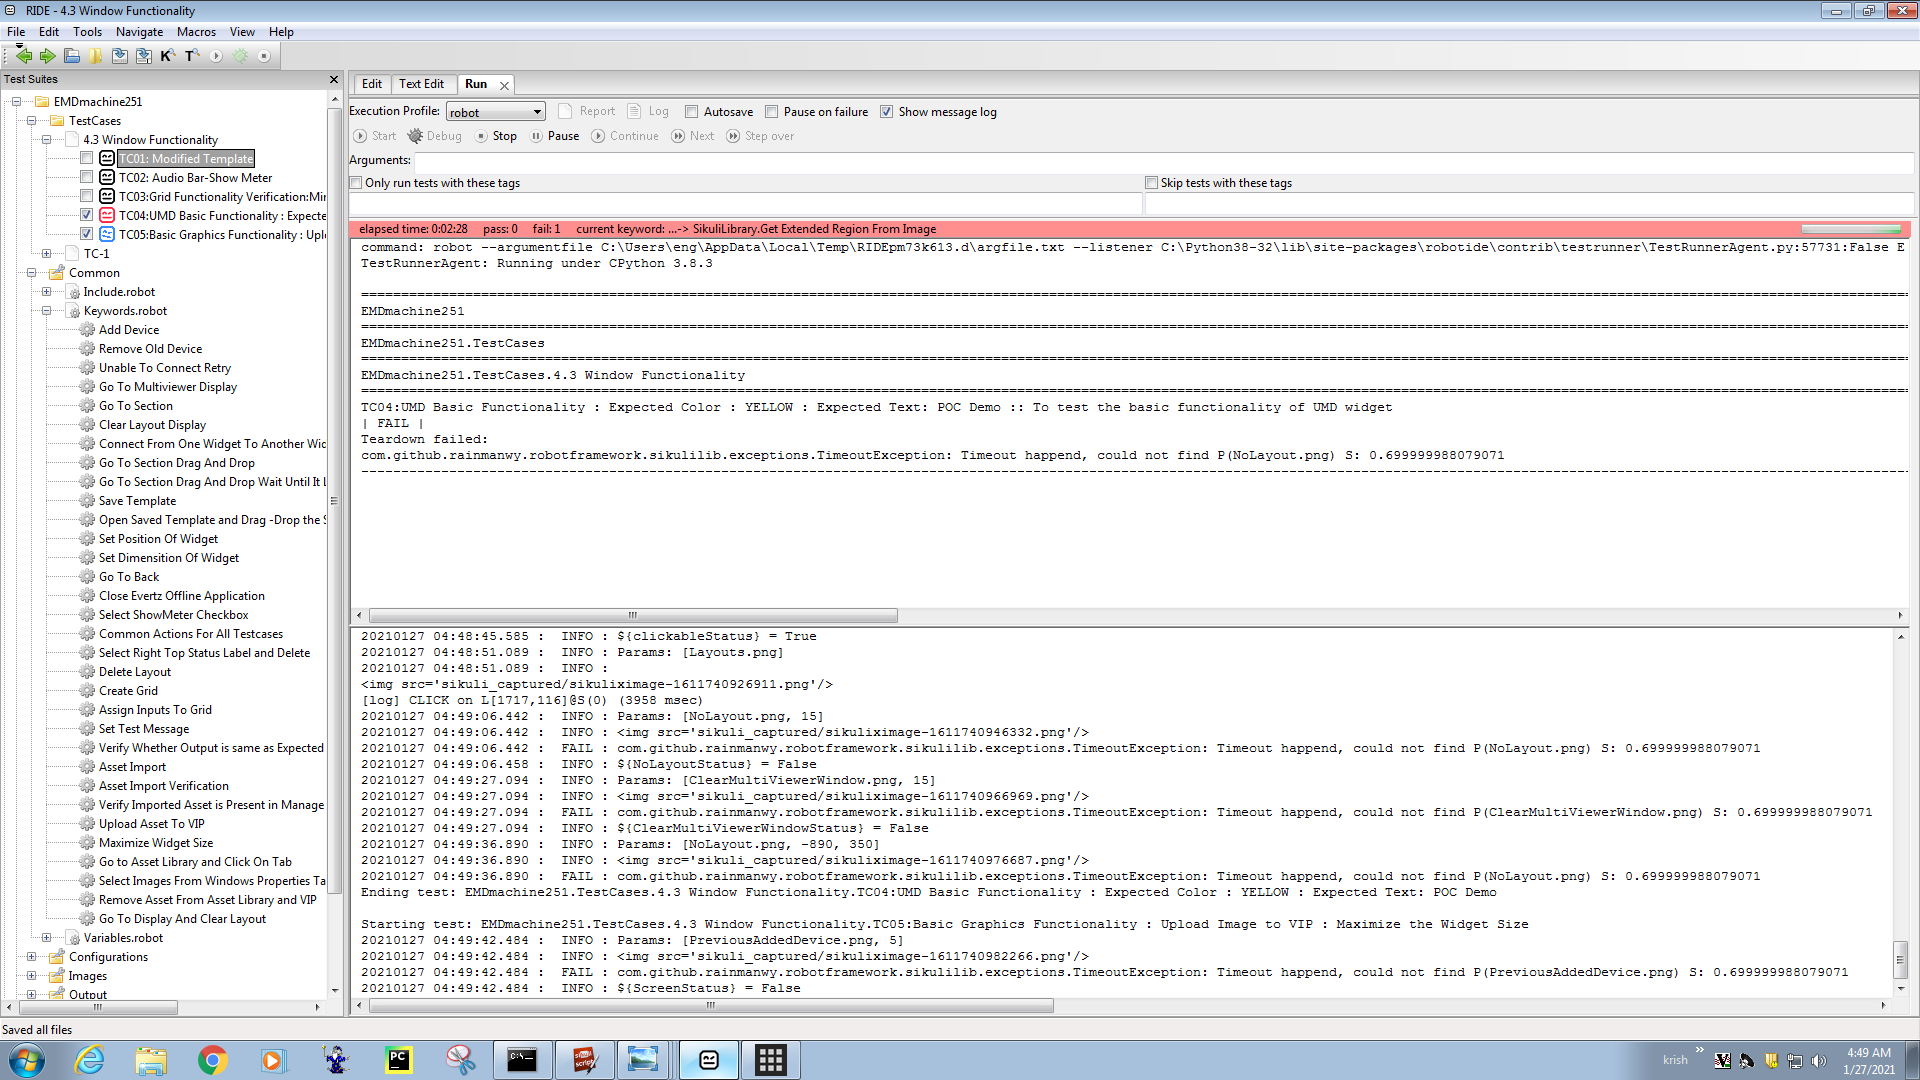 RIDE - 4.3 Window Functionality
File Edit Tools Navigate Macros View Help
K T
Test Suites
EMDmachine251
TestCases
4.3 Window Functionality
TC01: Modified Template
TC02: Audio Bar-Show Meter
TC03:Grid Functionality Verification:Mi
TC04:UMD Basic Functionality : Expecte
TC05:Basic Graphics Functionality : Uplo
TC-1
Common
Include.robot
Keywords.robot
Add Device
Remove Old Device
Unable To Connect Retry
Go To Multiviewer Display
Go To Section
Clear Layout Display
Connect From One Widget To Another Wid
Go To Section Drag And Drop
Go To Section Drag And Drop Wait Until It L
Save Template
Open Saved Template and Drag -Drop the S
Set Position Of Widget
Set Dimensition Of Widget
Go To Back
Close Evertz Offline Application
Select ShowMeter Checkbox
Common Actions For All Testcases
Select Right Top Status Label and Delete
Delete Layout
Create Grid
Assign Inputs To Grid
Set Test Message
Verify Whether Output is same as Expected
Asset Import
Asset Import Verification
Verify Imported Asset is Present in Manage
Upload Asset To VIP
Maximize Widget Size
Go to Asset Library and Click On Tab
Select Images From Windows Properties Ta
Remove Asset From Asset Library and VIP
Go To Display And Clear Layout
Variables.robot
Configurations
Images
Output
Edit Text Edit Run
Execution Profile: robot Report Log Autosave Pause on failure Show message log
Start Debug Stop Pause Continue Next Step over
Arguments:
Only run tests with these tags Skip tests with these tags
elapsed time: 0:02:28 pass: 0 fail: 1 current keyword: ...-> SikuliLibrary.Get Extended Region From Image
command: robot --argumentfile C:\Users\eng\AppData\Local\Temp\RIDEpm73k613.d\argfile.txt --listener C:\Python38-32\lib\site-packages\robotide\contrib\testrunner\TestRunnerAgent.py:57731:False E
TestRunnerAgent: Running under CPython 3.8.3
EMDmachine251
EMDmachine251.TestCases
EMDmachine251.TestCases.4.3 Window Functionality
TC04:UMD Basic Functionality : Expected Color : YELLOW : Expected Text: POC Demo :: To test the basic functionality of UMD widget
| FAIL |
Teardown failed:
com.github.rainmanwy.robotframework.sikulilib.exceptions.TimeoutException: Timeout happend, could not find P(NoLayout.png) S: 0.699999988079071
20210127 04:48:45.585 : INFO : ${clickableStatus} = True
20210127 04:48:51.089 : INFO : Params: [Layouts.png]
20210127 04:48:51.089 : INFO :
<img src='sikuli_captured/sikuliximage-1611740926911.png'/>
[log] CLICK on L[1717,116]@S(0) (3958 msec)
20210127 04:49:06.442 : INFO : Params: [NoLayout.png, 15]
20210127 04:49:06.442 : INFO : <img src='sikuli_captured/sikuliximage-1611740946332.png'/>
20210127 04:49:06.442 : FAIL : com.github.rainmanwy.robotframework.sikulilib.exceptions.TimeoutException: Timeout happend, could not find P(NoLayout.png) S: 0.699999988079071
20210127 04:49:06.458 : INFO : ${NoLayoutStatus} = False
20210127 04:49:27.094 : INFO : Params: [ClearMultiViewerWindow.png, 15]
20210127 04:49:27.094 : INFO : <img src='sikuli_captured/sikuliximage-1611740966969.png'/>
20210127 04:49:27.094 : FAIL : com.github.rainmanwy.robotframework.sikulilib.exceptions.TimeoutException: Timeout happend, could not find P(ClearMultiViewerWindow.png) S: 0.699999988079071
20210127 04:49:27.094 : INFO : ${ClearMultiViewerWindowStatus} = False
20210127 04:49:36.890 : INFO : Params: [NoLayout.png, -890, 350]
20210127 04:49:36.890 : INFO : <img src='sikuli_captured/sikuliximage-1611740976687.png'/>
20210127 04:49:36.890 : FAIL : com.github.rainmanwy.robotframework.sikulilib.exceptions.TimeoutException: Timeout happend, could not find P(NoLayout.png) S: 0.699999988079071
Ending test: EMDmachine251.TestCases.4.3 Window Functionality.TC04:UMD Basic Functionality : Expected Color : YELLOW : Expected Text: POC Demo
Starting test: EMDmachine251.TestCases.4.3 Window Functionality.TC05:Basic Graphics Functionality : Upload Image to VIP : Maximize the Widget Size
20210127 04:49:42.484 : INFO : Params: [PreviousAddedDevice.png, 5]
20210127 04:49:42.484 : INFO : <img src='sikuli_captured/sikuliximage-1611740982266.png'/>
20210127 04:49:42.484 : FAIL : com.github.rainmanwy.robotframework.sikulilib.exceptions.TimeoutException: Timeout happend, could not find P(PreviousAddedDevice.png) S: 0.699999988079071
20210127 04:49:42.484 : INFO : ${ScreenStatus} = False
Saved all files
PC
krish
4:49 AM
1/27/2021